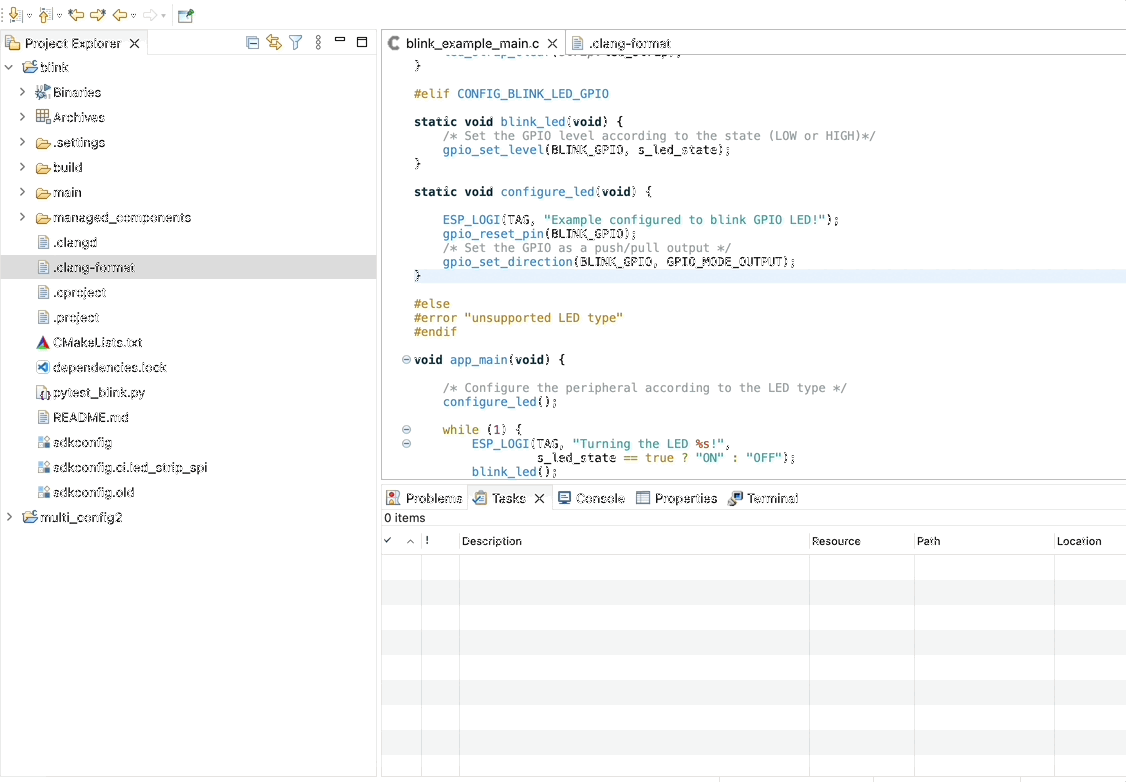 Project Explorer
blink
Binaries
Archives
.settings
build
main
managed_components
.clangd
.clang-format
.cproject
.project
CMakeLists.txt
dependencies.lock
pytest_blink.py
README.md
sdkconfig
sdkconfig.ci.led_strip_spi
sdkconfig.old
multi_config2
blink_example_main.c
.clang-format
}
#elif CONFIG_BLINK_LED_GPIO
static void blink_led(void) {
/* Set the GPIO level according to the state (LOW or HIGH)*/
gpio_set_level(BLINK_GPIO, s_led_state);
}
static void configure_led(void) {
ESP_LOGI(TAG, "Example configured to blink GPIO LED!");
gpio_reset_pin(BLINK_GPIO);
/* Set the GPIO as a push/pull output */
gpio_set_direction(BLINK_GPIO, GPIO_MODE_OUTPUT);
}
#else
#error "unsupported LED type"
#endif
void app_main(void) {
/* Configure the peripheral according to the LED type */
configure_led();
while (1) {
ESP_LOGI(TAG, "Turning the LED %s!",
s_led_state == true ? "ON" : "OFF");
blink_led();
Problems Tasks Console Properties Terminal
0 items
! Description Resource Path Location